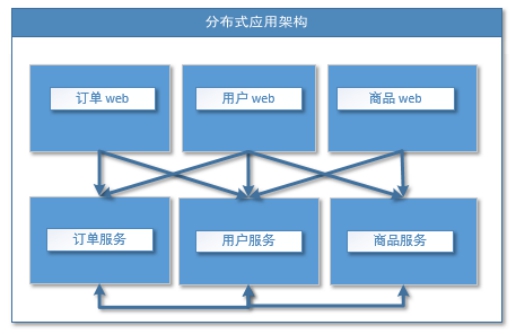 分布式应用架构
订单 web
用户 web
商品 web
订单服务
用户服务
商品服务